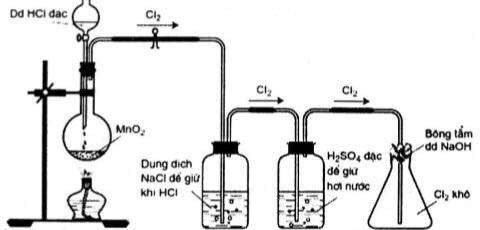 Dd HCl đặc
Cl₂
MnO₂
Dung dịch
NaCl để giữ
khí HCl
Cl₂
H₂SO₄ đặc
để giữ
hơi nước
Cl₂
Bông tẩm
dd NaOH
Cl₂ khô